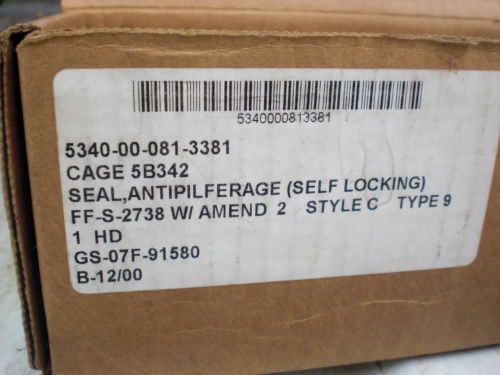 5340000813381
5340-00-081-3381
CAGE 5B342
SEAL,ANTIPILFERAGE (SELF LOCKING)
FF-S-2738 W/ AMEND 2 STYLE C TYPE 9
1 HD
GS-07F-91580
B-12/00